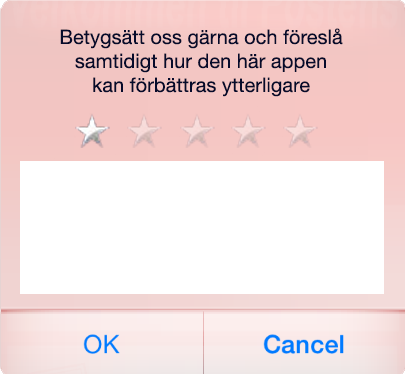 Betygsätt oss gärna och föreslå
samtidigt hur den här appen
kan förbättras ytterligare
OK
Cancel